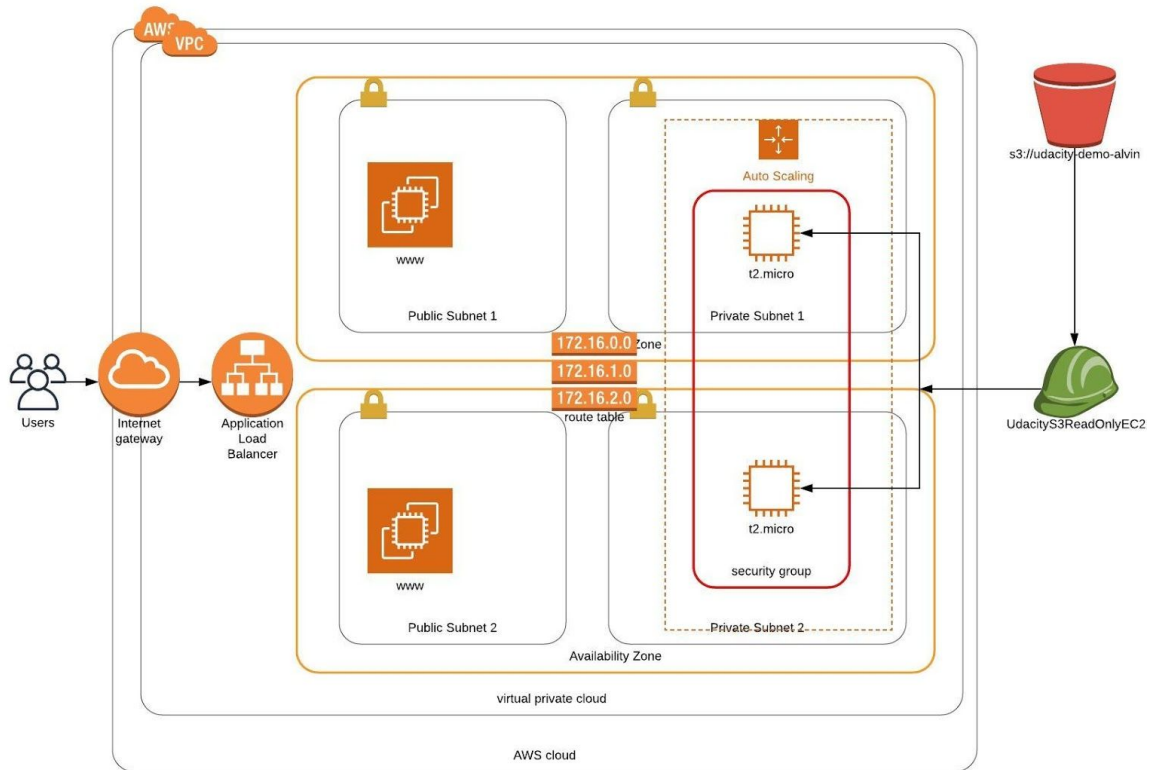 AWS
VPC
s3://udacity-demo-alvin
Auto Scaling
www
t2.micro
Public Subnet 1
Private Subnet 1
172.16.0.0
Zone
172.16.1.0
172.16.2.0
route table
Users
Internet
gateway
Application
Load
Balancer
UdacityS3ReadOnlyEC2
t2.micro
www
security group
Public Subnet 2
Private Subnet 2
Availability Zone
virtual private cloud
AWS cloud